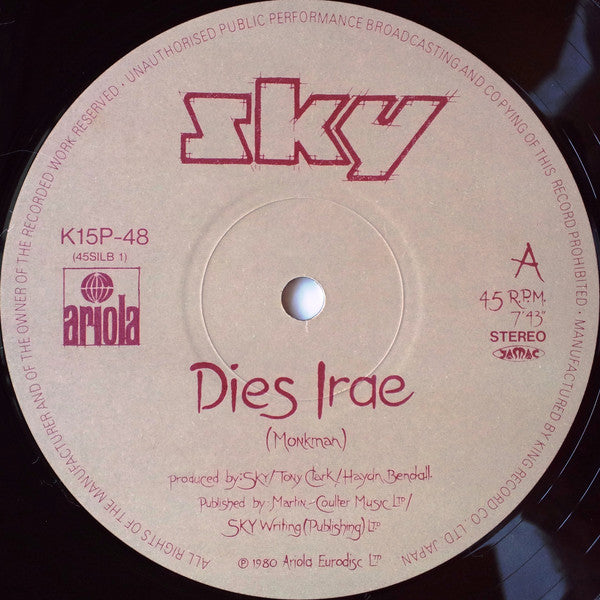 ALL RIGHTS OF THE MANUFACTURER AND OF THE OWNER OF THE RECORDED WORK RESERVED · UNAUTHORISED PUBLIC PERFORMANCE BROADCASTING AND COPYING OF THIS RECORD PROHIBITED · MANUFACTURED BY KING RECORD CO., LTD. JAPAN
sky
K15P-48
(45SILB 1)
ariola
A
45 R.P.M.
7'43"
STEREO
JASRAC
Dies Irae
(Monkman)
produced by: SKY/Tony Clark/Haydn Bendall.
Published by: Martin-Coulter Music LTD/
SKY Writing (Publishing) LTD
℗ 1980 Ariola Eurodisc LTD